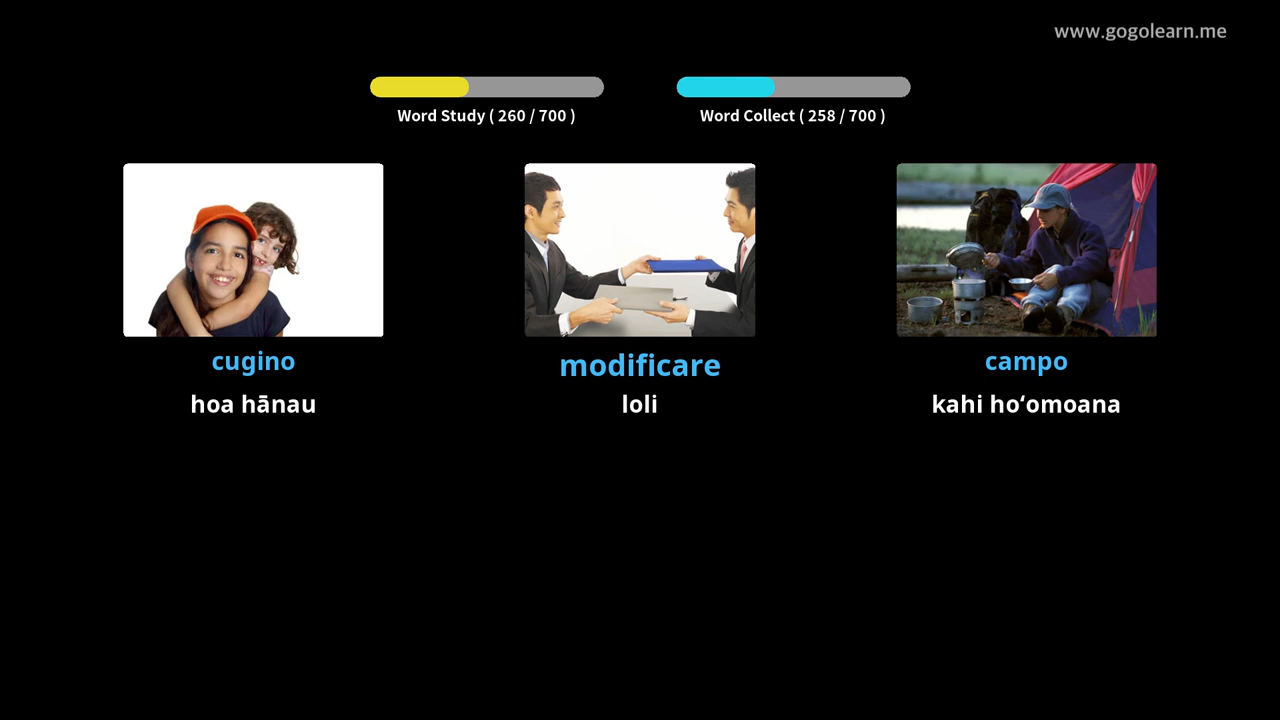 www.gogolearn.me
Word Study ( 260 / 700 )
Word Collect ( 258 / 700 )
cugino
modificare
campo
hoa hānau
loli
kahi hoʻomoana